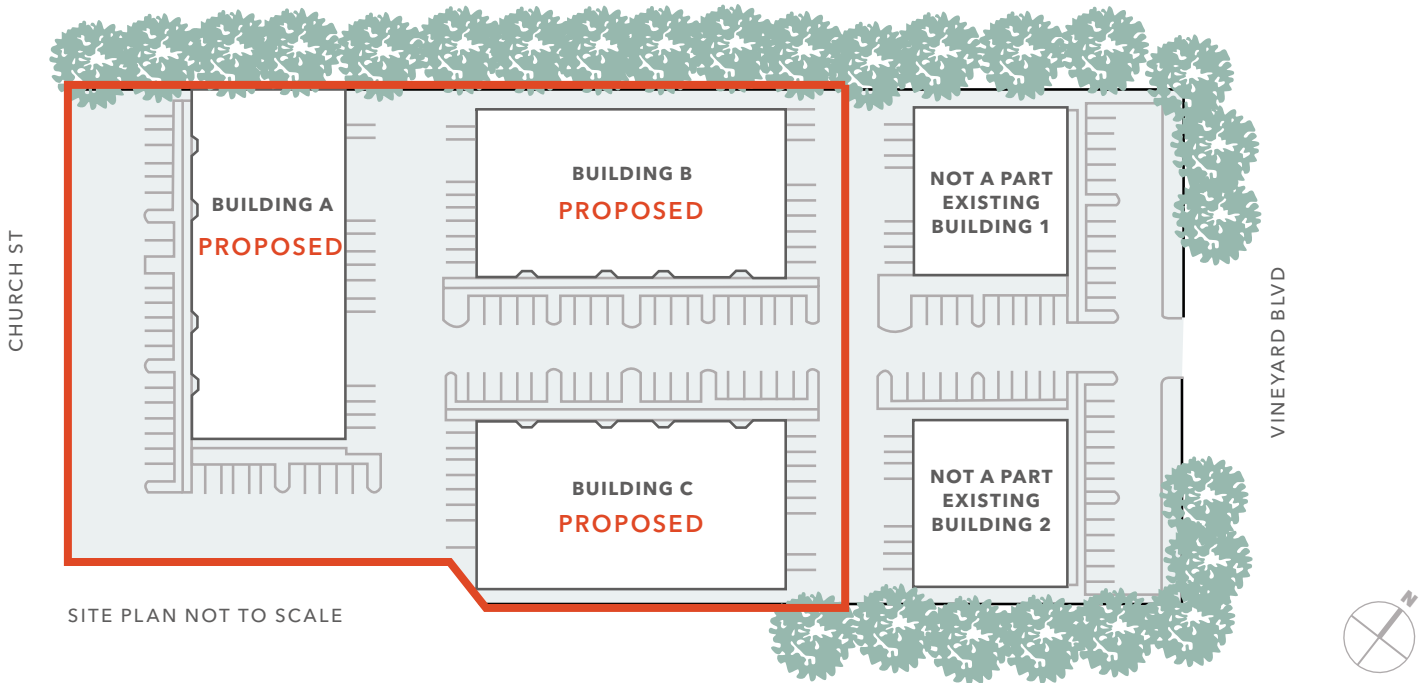 CHURCH ST
BUILDING A
PROPOSED
BUILDING B
PROPOSED
BUILDING C
PROPOSED
NOT A PART
EXISTING
BUILDING 1
NOT A PART
EXISTING
BUILDING 2
VINEYARD BLVD
SITE PLAN NOT TO SCALE
N